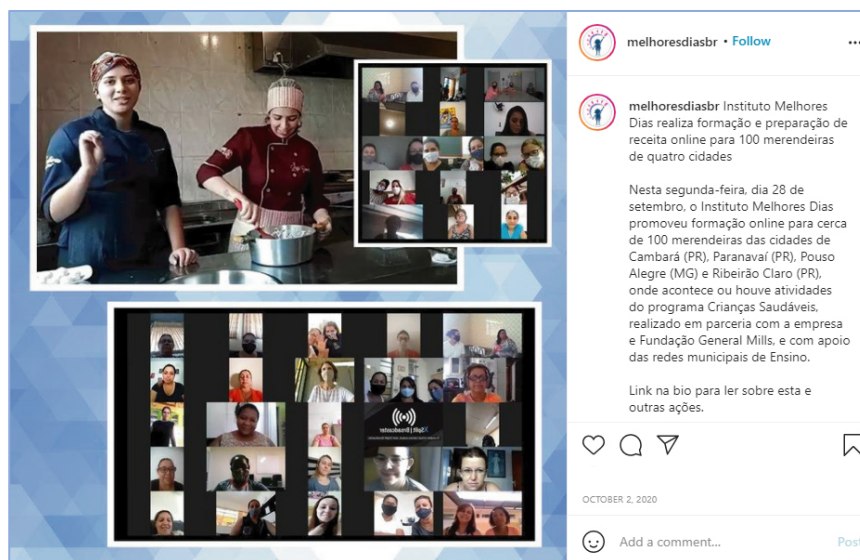 melhoresdiasbr • Follow
melhoresdiasbr Instituto Melhores
Dias realiza formação e preparação de
receita online para 100 merendeiras
de quatro cidades
Nesta segunda-feira, dia 28 de
setembro, o Instituto Melhores Dias
promoveu formação online para cerca
de 100 merendeiras das cidades de
Cambará (PR), Paranavaí (PR), Pouso
Alegre (MG) e Ribeirão Claro (PR),
onde acontece ou houve atividades
do programa Crianças Saudáveis,
realizado em parceria com a empresa
e Fundação General Mills, e com apoio
das redes municipais de Ensino.
Link na bio para ler sobre esta e
outras ações.
OCTOBER 2, 2020
Add a comment... Post
XSplit Broadcaster